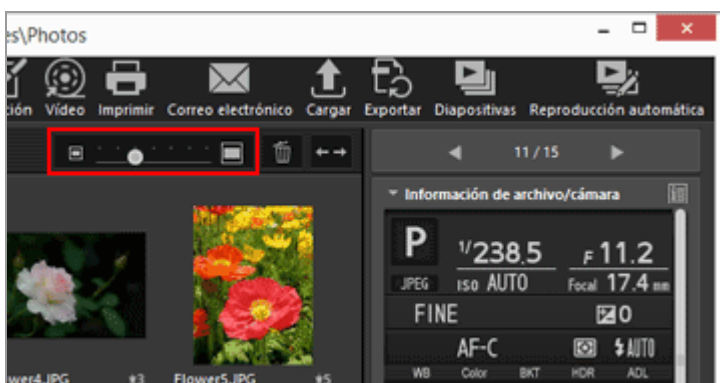 es\Photos
ción Vídeo Imprimir Correo electrónico Cargar Exportar Diapositivas Reproducción automática
11/15
Información de archivo/cámara
P 1/238.5 F 11.2
JPEG ISO AUTO Focal 17.4 mm
FINE 0
AF-C AUTO
WB Color BKT HDR ADL
wer4.JPG *3 Flower5.JPG *5